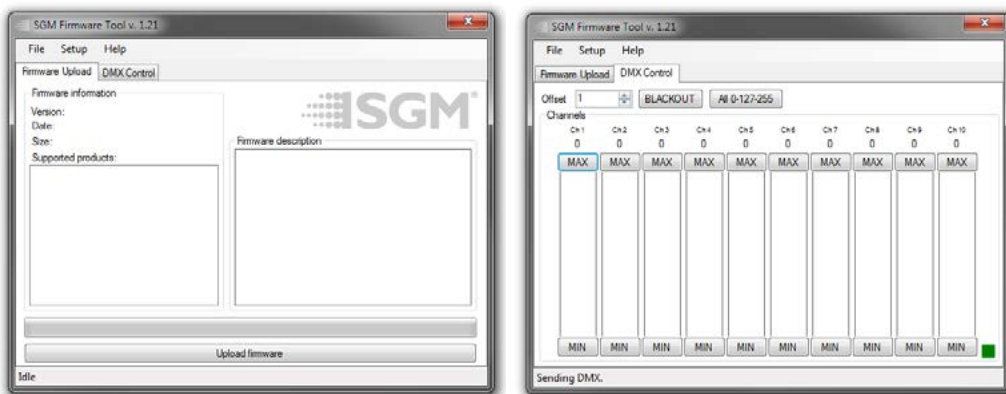 SGM Firmware Tool v. 1.21
File Setup Help
Firmware Upload DMX Control
Firmware information
Version:
Date:
Size:
Supported products:
SGM®
Firmware description
Upload firmware
Idle
SGM Firmware Tool v. 1.21
File Setup Help
Firmware Upload DMX Control
Offset 1 BLACKOUT All 0-127-255
Channels
Ch 1 Ch 2 Ch 3 Ch 4 Ch 5 Ch 6 Ch 7 Ch 8 Ch 9 Ch 10
0 0 0 0 0 0 0 0 0 0
MAX MAX MAX MAX MAX MAX MAX MAX MAX MAX
MIN MIN MIN MIN MIN MIN MIN MIN MIN MIN
Sending DMX.